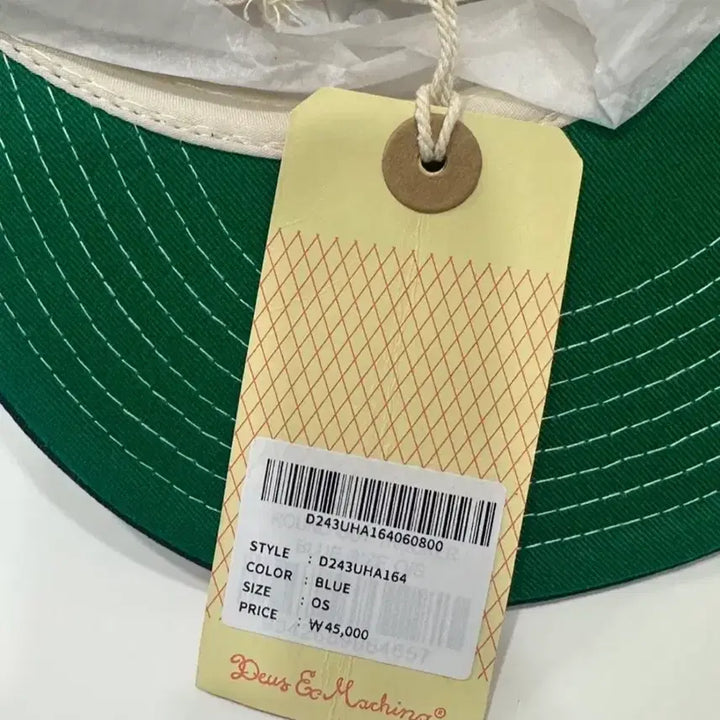 D243UHA164060800
STYLE : D243UHA164
COLOR : BLUE
SIZE : OS
PRICE : ₩45,000
Deus Ex Machina®